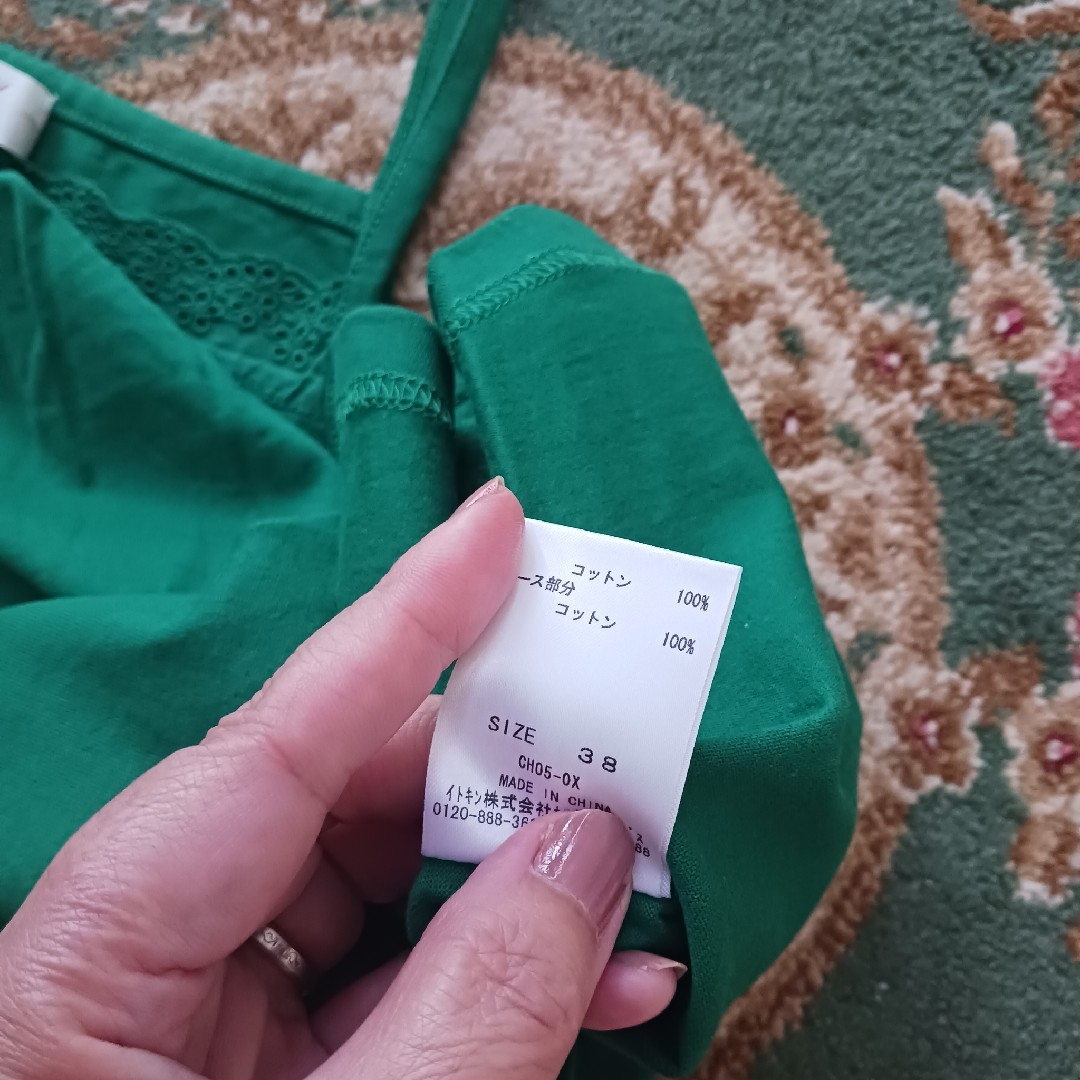 コットン 100%
ース部分
コットン 100%
SIZE 38
CH05-0X
MADE IN CHINA
イトキン株式会社
0120-888-36